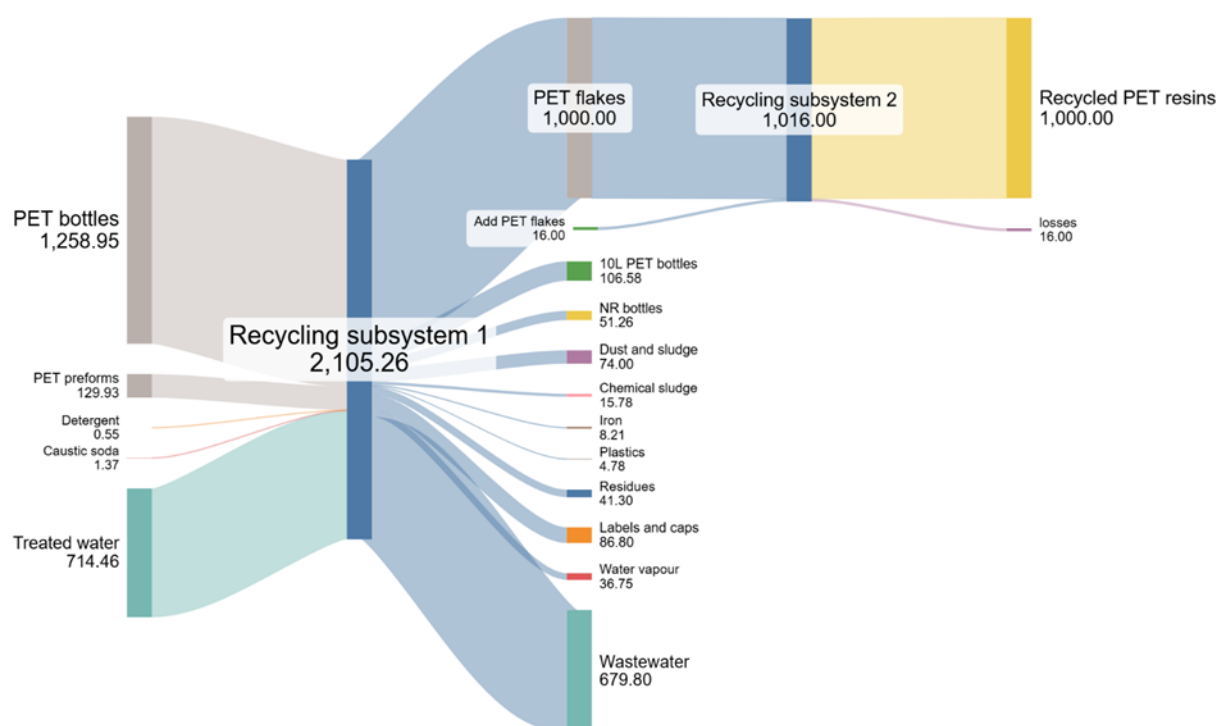 PET bottles
1,258.95
PET preforms
129.93
Detergent
0.55
Caustic soda
1.37
Treated water
714.46
Recycling subsystem 1
2,105.26
PET flakes
1,000.00
Add PET flakes
16.00
10L PET bottles
106.58
NR bottles
51.26
Dust and sludge
74.00
Chemical sludge
15.78
Iron
8.21
Plastics
4.78
Residues
41.30
Labels and caps
86.80
Water vapour
36.75
Wastewater
679.80
Recycling subsystem 2
1,016.00
Recycled PET resins
1,000.00
losses
16.00